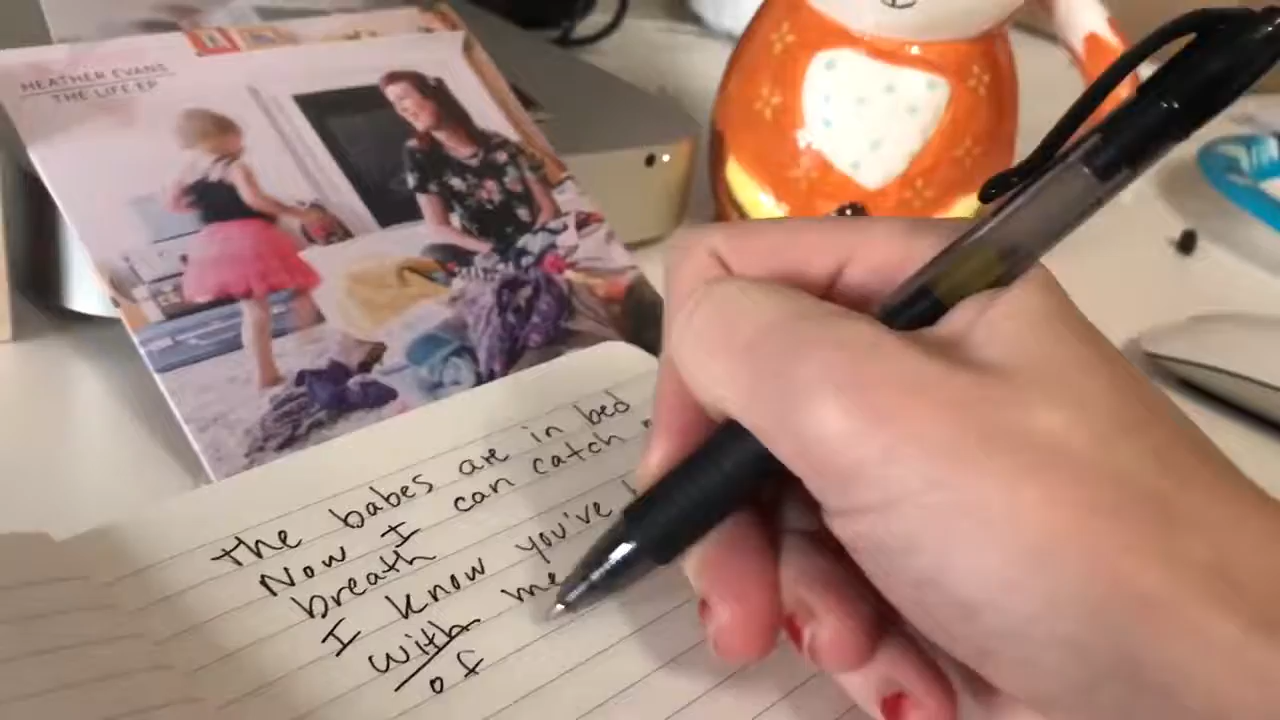 HEATHER EVANS
THE LIFE EP
the babes are in bed
Now I can catch
breath
I know you've
with me
of